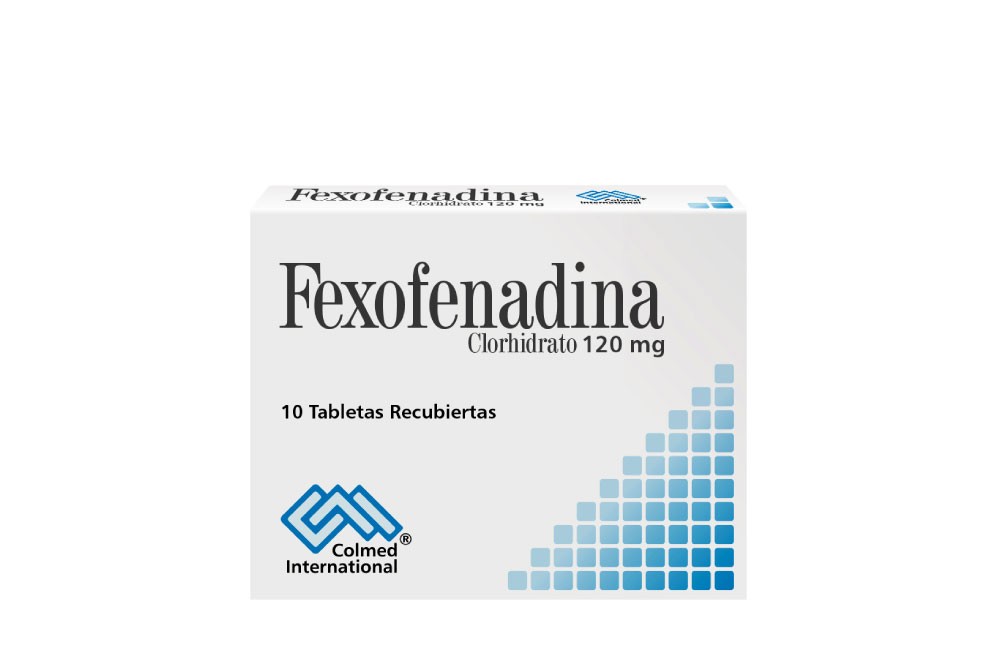 Fexofenadina
Clorhidrato 120 mg
Colmed®
International
Fexofenadina
Clorhidrato 120 mg
10 Tabletas Recubiertas
Colmed®
International